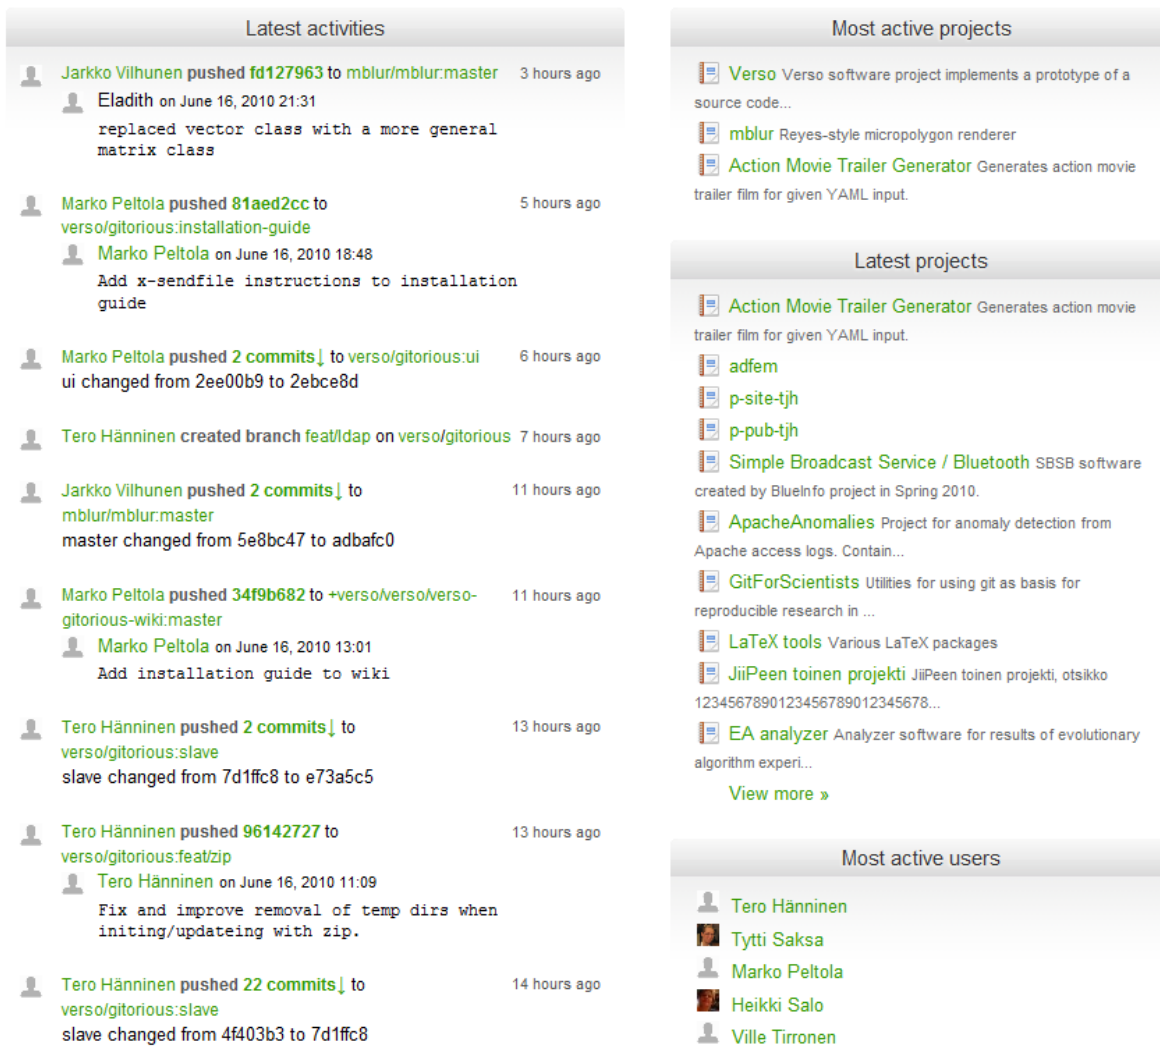 Latest activities
Jarkko Vilhunen pushed fd127963 to mblur/mblur:master 3 hours ago
Eladith on June 16, 2010 21:31
replaced vector class with a more general
matrix class
Marko Peltola pushed 81aed2cc to 5 hours ago
verso/gitorious:installation-guide
Marko Peltola on June 16, 2010 18:48
Add x-sendfile instructions to installation
guide
Marko Peltola pushed 2 commits↓ to verso/gitorious:ui 6 hours ago
ui changed from 2ee00b9 to 2ebce8d
Tero Hänninen created branch feat/ldap on verso/gitorious 7 hours ago
Jarkko Vilhunen pushed 2 commits↓ to 11 hours ago
mblur/mblur:master
master changed from 5e8bc47 to adbafc0
Marko Peltola pushed 34f9b682 to +verso/verso/verso- 11 hours ago
gitorious-wiki:master
Marko Peltola on June 16, 2010 13:01
Add installation guide to wiki
Tero Hänninen pushed 2 commits↓ to 13 hours ago
verso/gitorious:slave
slave changed from 7d1ffc8 to e73a5c5
Tero Hänninen pushed 96142727 to 13 hours ago
verso/gitorious:feat/zip
Tero Hänninen on June 16, 2010 11:09
Fix and improve removal of temp dirs when
initing/updateing with zip.
Tero Hänninen pushed 22 commits↓ to 14 hours ago
verso/gitorious:slave
slave changed from 4f403b3 to 7d1ffc8
Most active projects
Verso Verso software project implements a prototype of a
source code...
mblur Reyes-style micropolygon renderer
Action Movie Trailer Generator Generates action movie
trailer film for given YAML input.
Latest projects
Action Movie Trailer Generator Generates action movie
trailer film for given YAML input.
adfem
p-site-tjh
p-pub-tjh
Simple Broadcast Service / Bluetooth SBSB software
created by BlueInfo project in Spring 2010.
ApacheAnomalies Project for anomaly detection from
Apache access logs. Contain...
GitForScientists Utilities for using git as basis for
reproducible research in ...
LaTeX tools Various LaTeX packages
JiiPeen toinen projekti JiiPeen toinen projekti, otsikko
1234567890123456789012345678...
EA analyzer Analyzer software for results of evolutionary
algorithm experi...
View more »
Most active users
Tero Hänninen
Tytti Saksa
Marko Peltola
Heikki Salo
Ville Tirronen